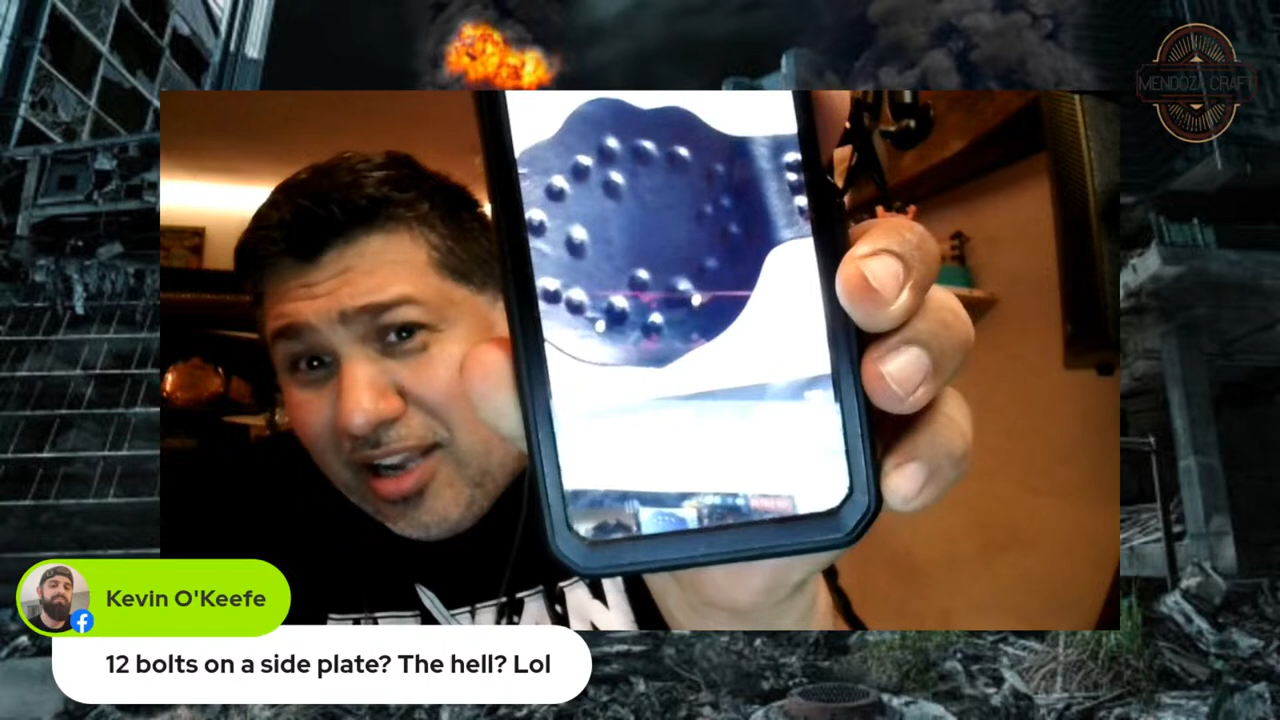 MENDOZA CRAFT
Kevin O'Keefe
12 bolts on a side plate? The hell? Lol